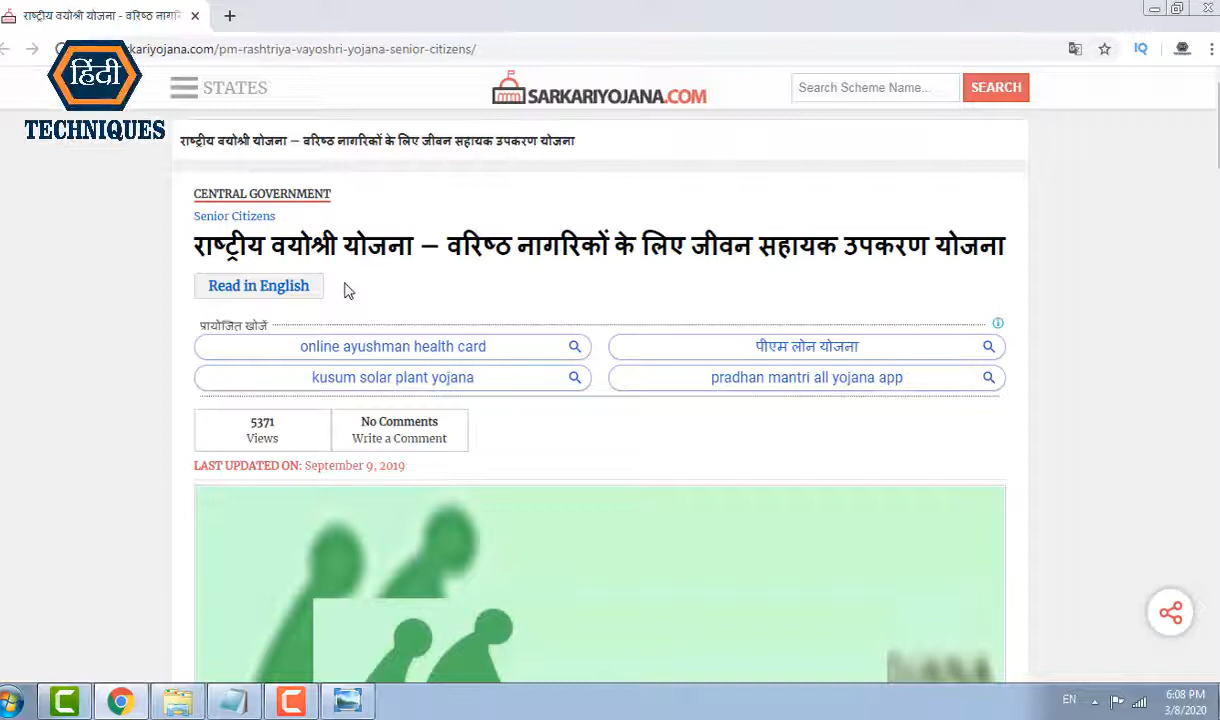 राष्ट्रीय वयोश्री योजना - वरिष्ठ नागरि
kariyojana.com/pm-rashtriya-vayoshri-yojana-senior-citizens/
IQ
हिंदी
TECHNIQUES
STATES
SARKARIYOJANA.COM
Search Scheme Name...
SEARCH
राष्ट्रीय वयोश्री योजना – वरिष्ठ नागरिकों के लिए जीवन सहायक उपकरण योजना
CENTRAL GOVERNMENT
Senior Citizens
राष्ट्रीय वयोश्री योजना – वरिष्ठ नागरिकों के लिए जीवन सहायक उपकरण योजना
Read in English
प्रायोजित खोजें
online ayushman health card
पीएम लोन योजना
kusum solar plant yojana
pradhan mantri all yojana app
5371
Views
No Comments
Write a Comment
LAST UPDATED ON: September 9, 2019
EN
6:08 PM
3/8/2020